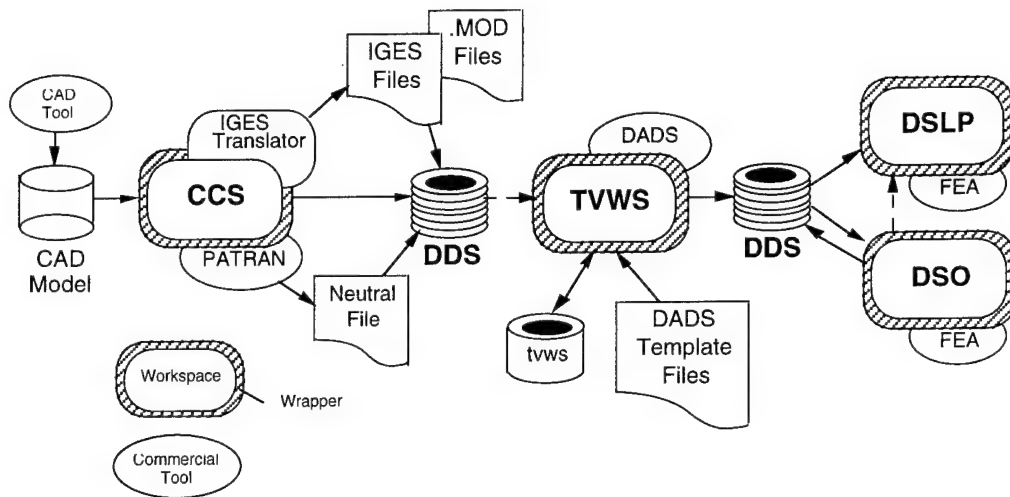 CAD
Tool
CAD
Model
IGES
Translator
CCS
PATRAN
IGES
Files
.MOD
Files
Neutral
File
DDS
DADS
TVWS
tvws
DADS
Template
Files
DDS
DSLP
FEA
DSO
FEA
Workspace
Wrapper
Commercial
Tool